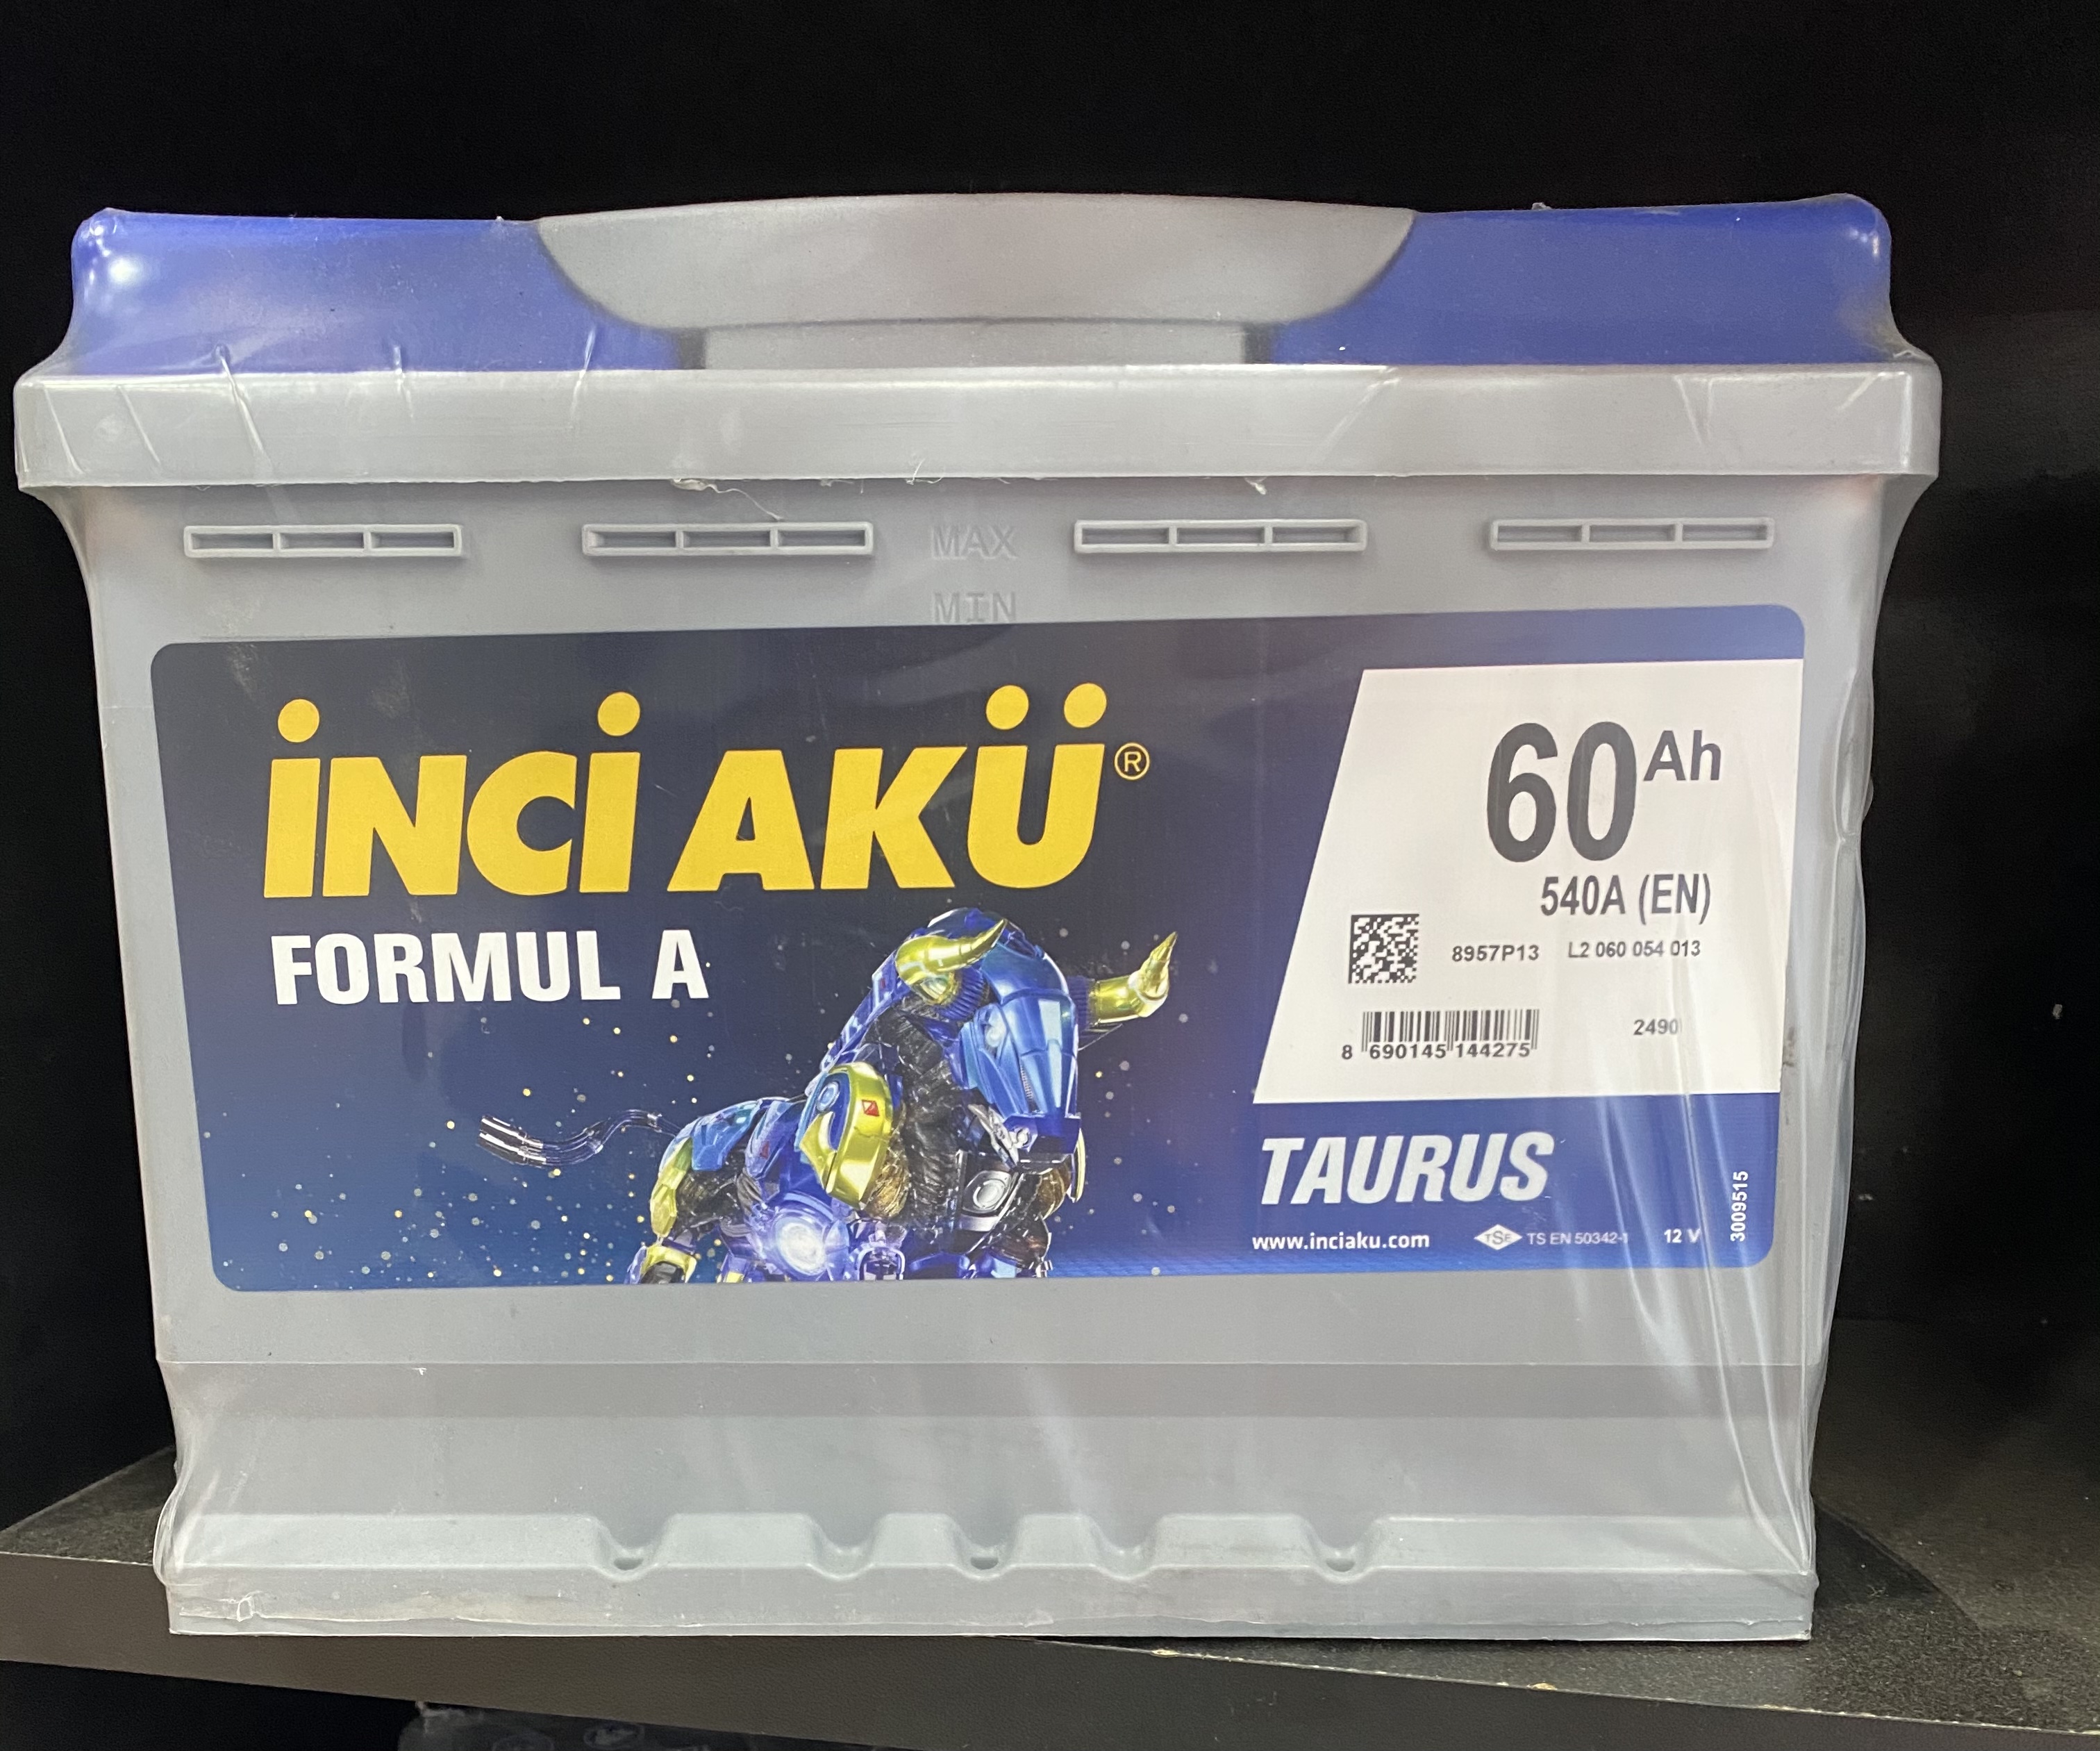 MAX
MIN
İNCİ AKÜ®
FORMUL A
60Ah
540A (EN)
8957P13 L2 060 054 013
8 690145 144275
2490
TAURUS
www.inciaku.com TSE TS EN 50342-1 12 V
3009515